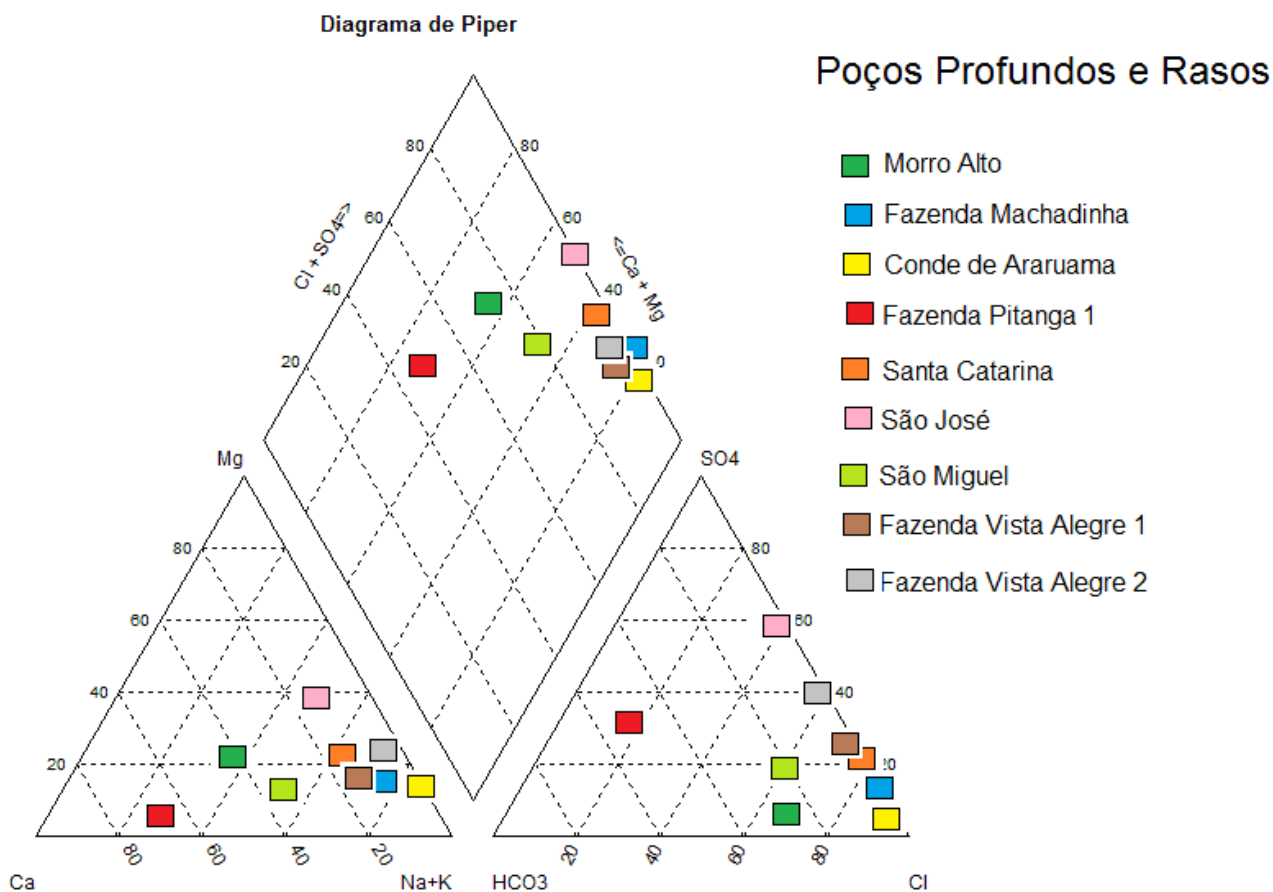 Diagrama de Piper
Poços Profundos e Rasos
Morro Alto
Fazenda Machadinha
Conde de Araruama
Fazenda Pitanga 1
Santa Catarina
São José
São Miguel
Fazenda Vista Alegre 1
Fazenda Vista Alegre 2
80
80
60
60
Cl + SO4=>
<=Ca + Mg
40
40
20
0
Mg
SO4
80
80
60
60
40
40
20
20
80
60
40
20
20
40
60
80
Ca
Na+K
HCO3
Cl